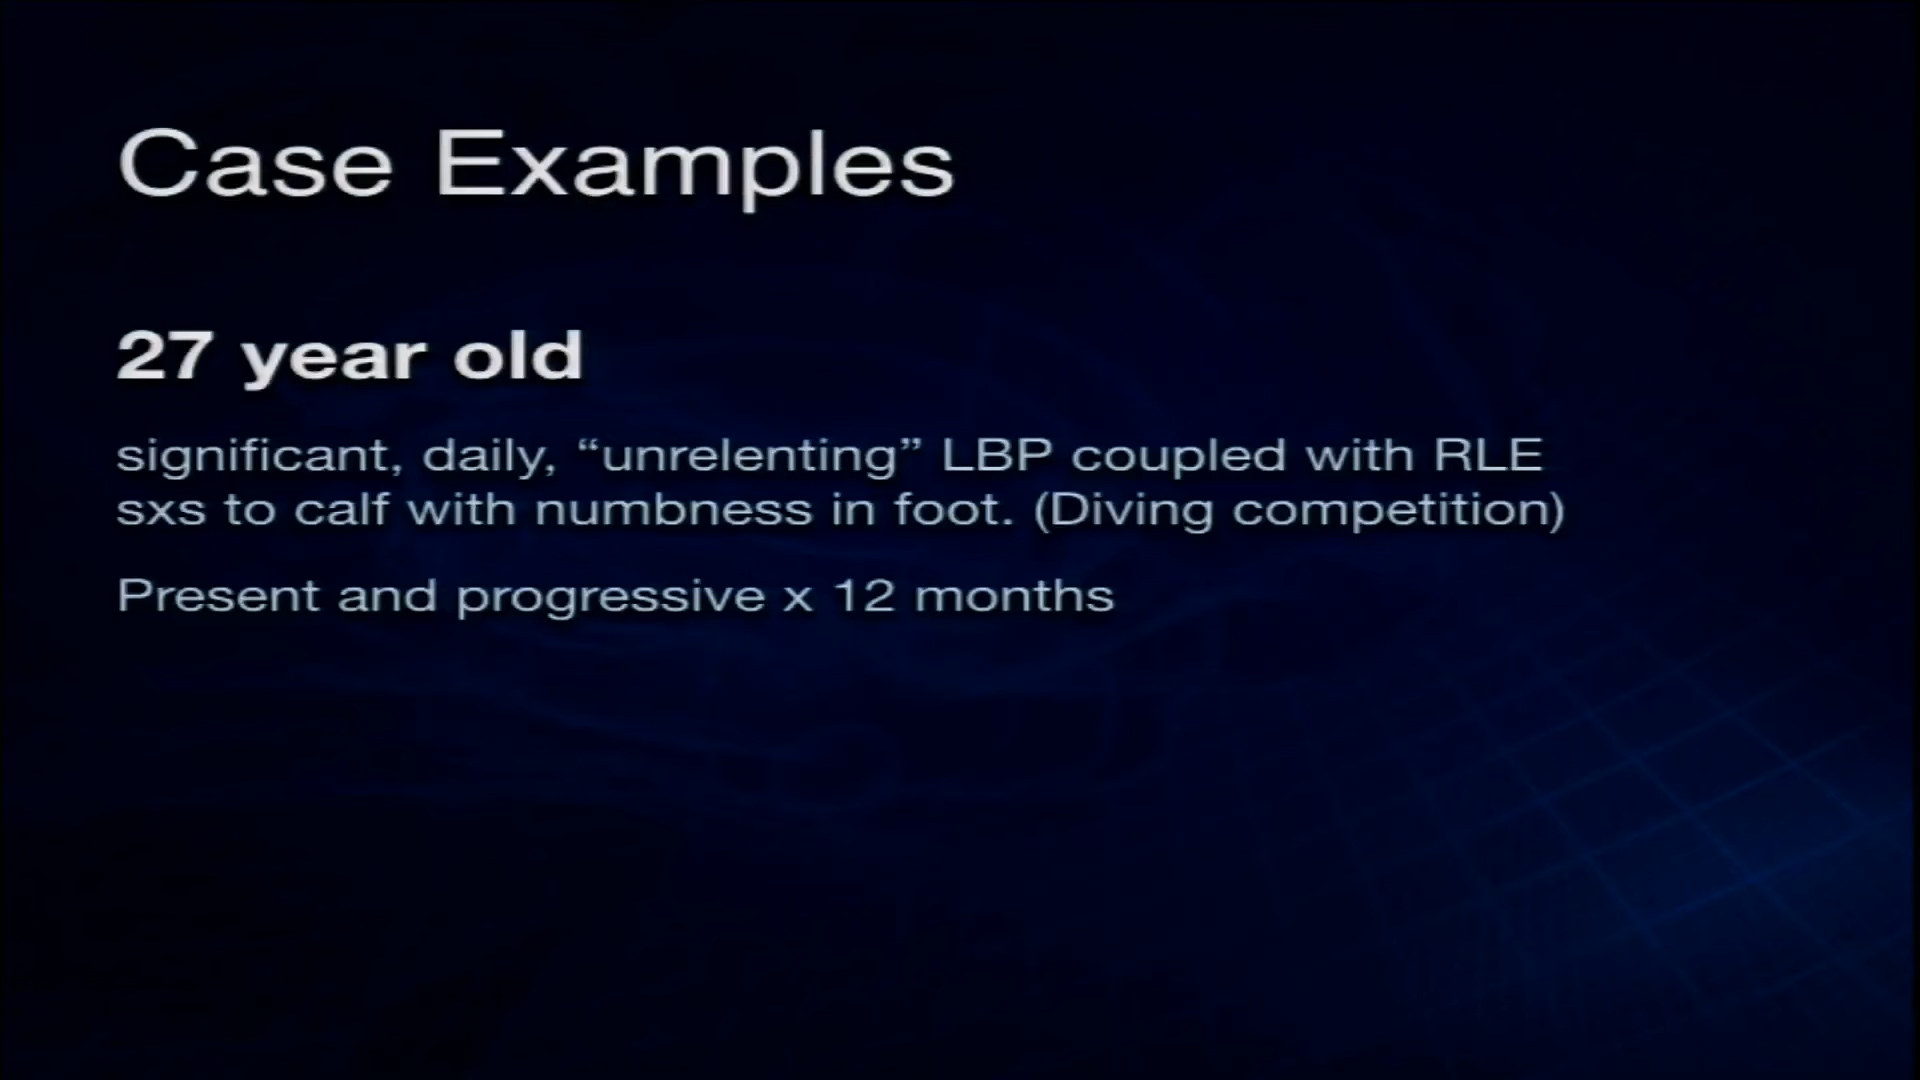 Case Examples
27 year old
significant, daily, “unrelenting” LBP coupled with RLE
sxs to calf with numbness in foot. (Diving competition)
Present and progressive x 12 months